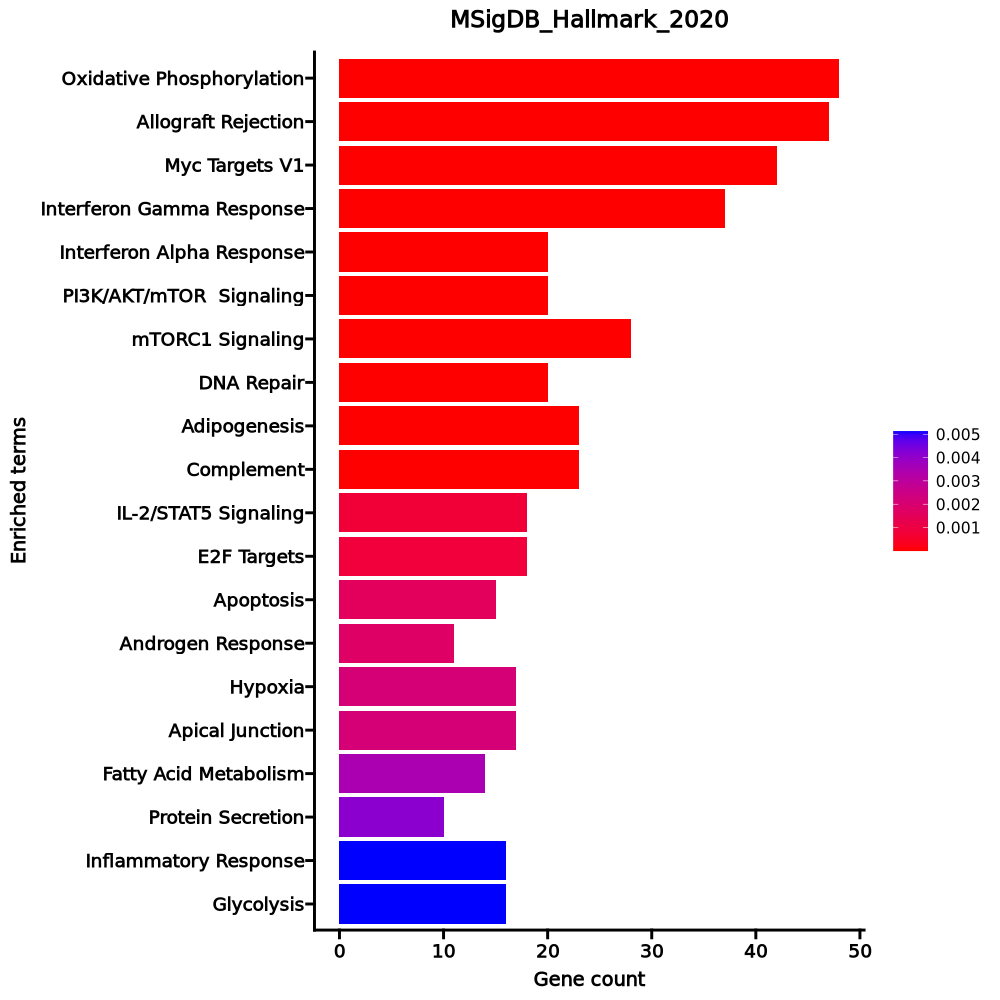 MSigDB_Hallmark_2020
Oxidative Phosphorylation
Allograft Rejection
Myc Targets V1
Interferon Gamma Response
Interferon Alpha Response
PI3K/AKT/mTOR  Signaling
mTORC1 Signaling
DNA Repair
Adipogenesis
Complement
IL-2/STAT5 Signaling
E2F Targets
Apoptosis
Androgen Response
Hypoxia
Apical Junction
Fatty Acid Metabolism
Protein Secretion
Inflammatory Response
Glycolysis
Enriched terms
0 10 20 30 40 50
Gene count
0.005
0.004
0.003
0.002
0.001